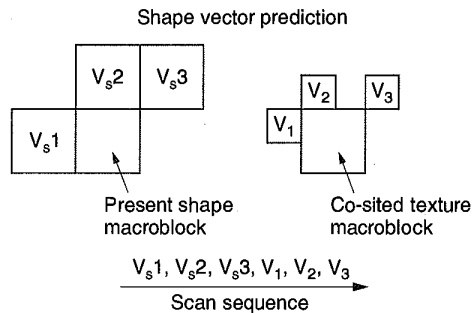 Shape vector prediction
Vs2 Vs3
V2 V3
Vs1
V1
Present shape
macroblock
Co-sited texture
macroblock
Vs1, Vs2, Vs3, V1, V2, V3
Scan sequence